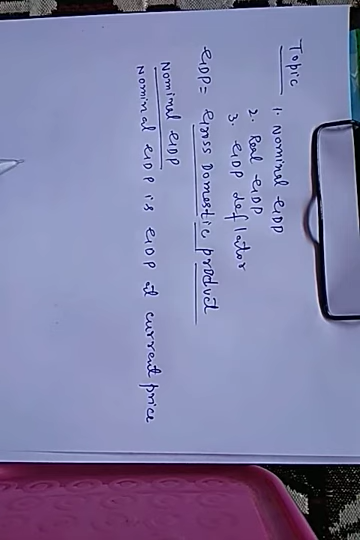 Topic 1. Nominal GDP
2. Real GDP
3. GDP deflator
GDP = Gross Domestic product
Nominal GDP
Nominal GDP is GDP at current price